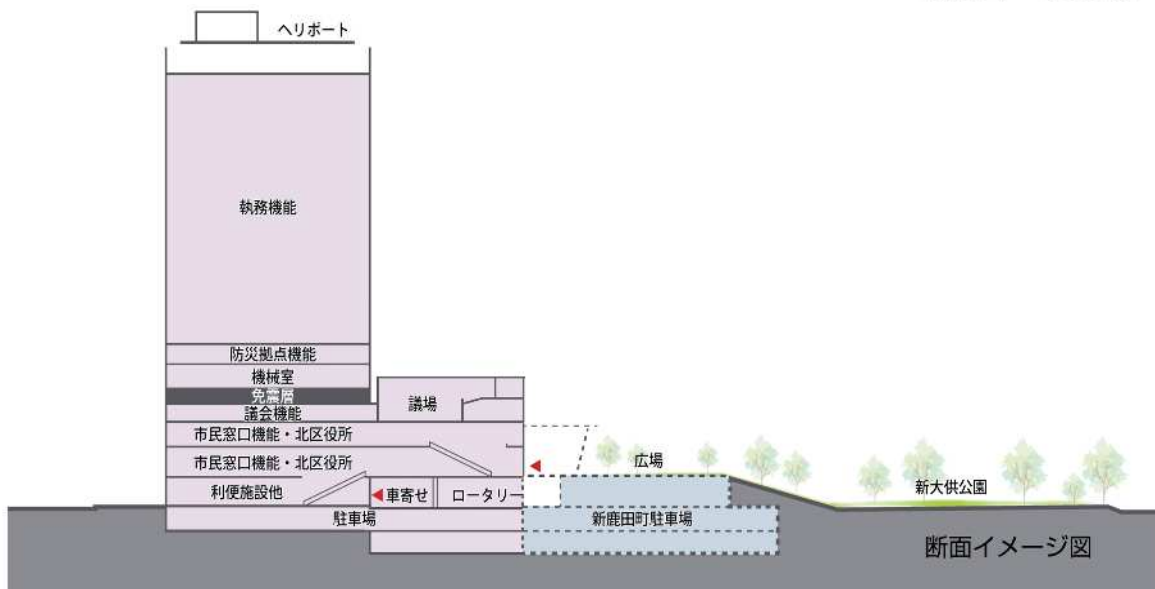 ヘリポート
執務機能
防災拠点機能
機械室
免震層
議会機能
議場
市民窓口機能・北区役所
市民窓口機能・北区役所
広場
利便施設他
車寄せ
ロータリー
新大供公園
駐車場
新鹿田町駐車場
断面イメージ図